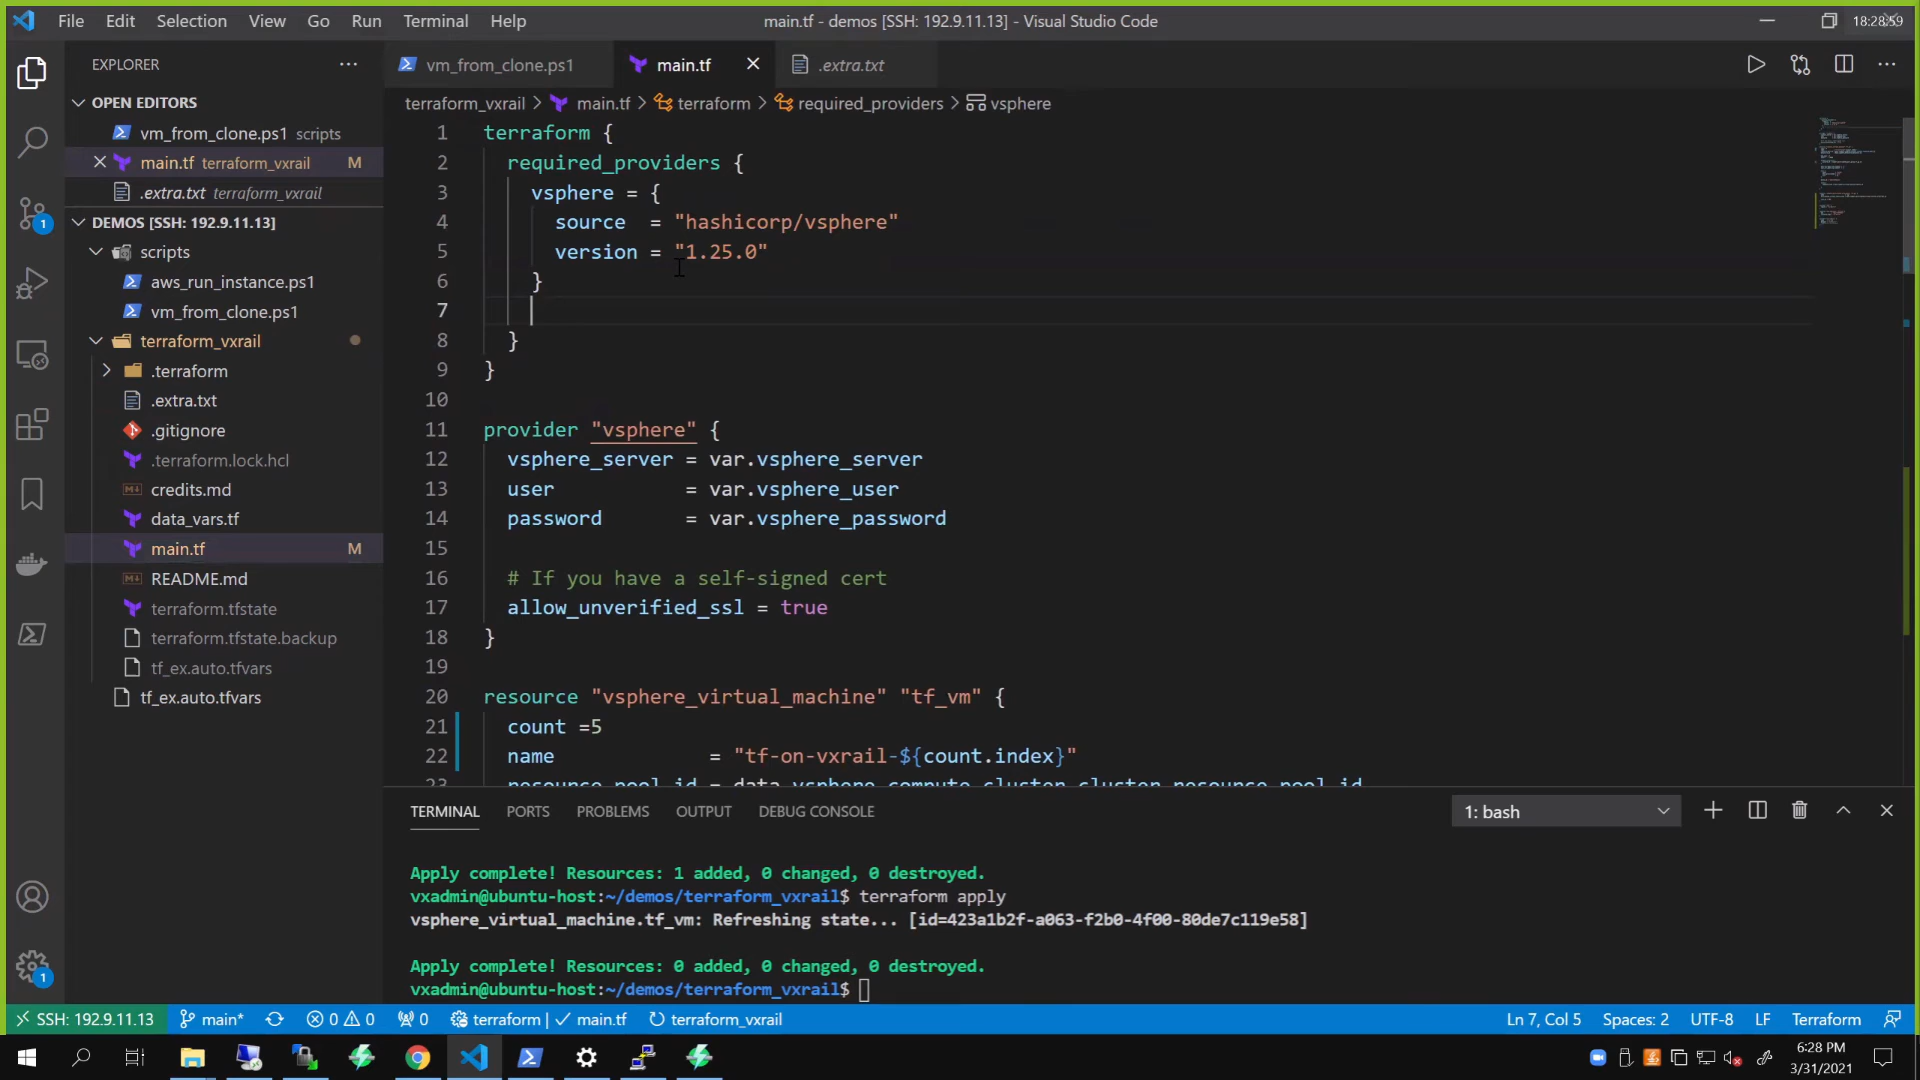 File Edit Selection View Go Run Terminal Help
main.tf - demos [SSH: 192.9.11.13] - Visual Studio Code
18:28:59
EXPLORER
vm_from_clone.ps1
main.tf
.extra.txt
OPEN EDITORS
vm_from_clone.ps1 scripts
main.tf terraform_vxrail M
.extra.txt terraform_vxrail
DEMOS [SSH: 192.9.11.13]
scripts
aws_run_instance.ps1
vm_from_clone.ps1
terraform_vxrail
.terraform
.extra.txt
.gitignore
.terraform.lock.hcl
credits.md
data_vars.tf
main.tf M
README.md
terraform.tfstate
terraform.tfstate.backup
tf_ex.auto.tfvars
tf_ex.auto.tfvars
1
1
terraform_vxrail > main.tf > terraform > required_providers > vsphere
1 terraform {
2 required_providers {
3 vsphere = {
4 source = "hashicorp/vsphere"
5 version = "1.25.0"
6 }
7
8 }
9 }
10
11 provider "vsphere" {
12 vsphere_server = var.vsphere_server
13 user = var.vsphere_user
14 password = var.vsphere_password
15
16 # If you have a self-signed cert
17 allow_unverified_ssl = true
18 }
19
20 resource "vsphere_virtual_machine" "tf_vm" {
21 count =5
22 name = "tf-on-vxrail-${count.index}"
23 resource_pool_id = data.vsphere_compute_cluster.cluster.resource_pool_id
TERMINAL PORTS PROBLEMS OUTPUT DEBUG CONSOLE
1: bash
Apply complete! Resources: 1 added, 0 changed, 0 destroyed.
vxadmin@ubuntu-host:~/demos/terraform_vxrail$ terraform apply
vsphere_virtual_machine.tf_vm: Refreshing state... [id=423a1b2f-a063-f2b0-4f00-80de7c119e58]
Apply complete! Resources: 0 added, 0 changed, 0 destroyed.
vxadmin@ubuntu-host:~/demos/terraform_vxrail$
SSH: 192.9.11.13 main* 0 0 0 terraform | ✓ main.tf terraform_vxrail
Ln 7, Col 5 Spaces: 2 UTF-8 LF Terraform
6:28 PM
3/31/2021